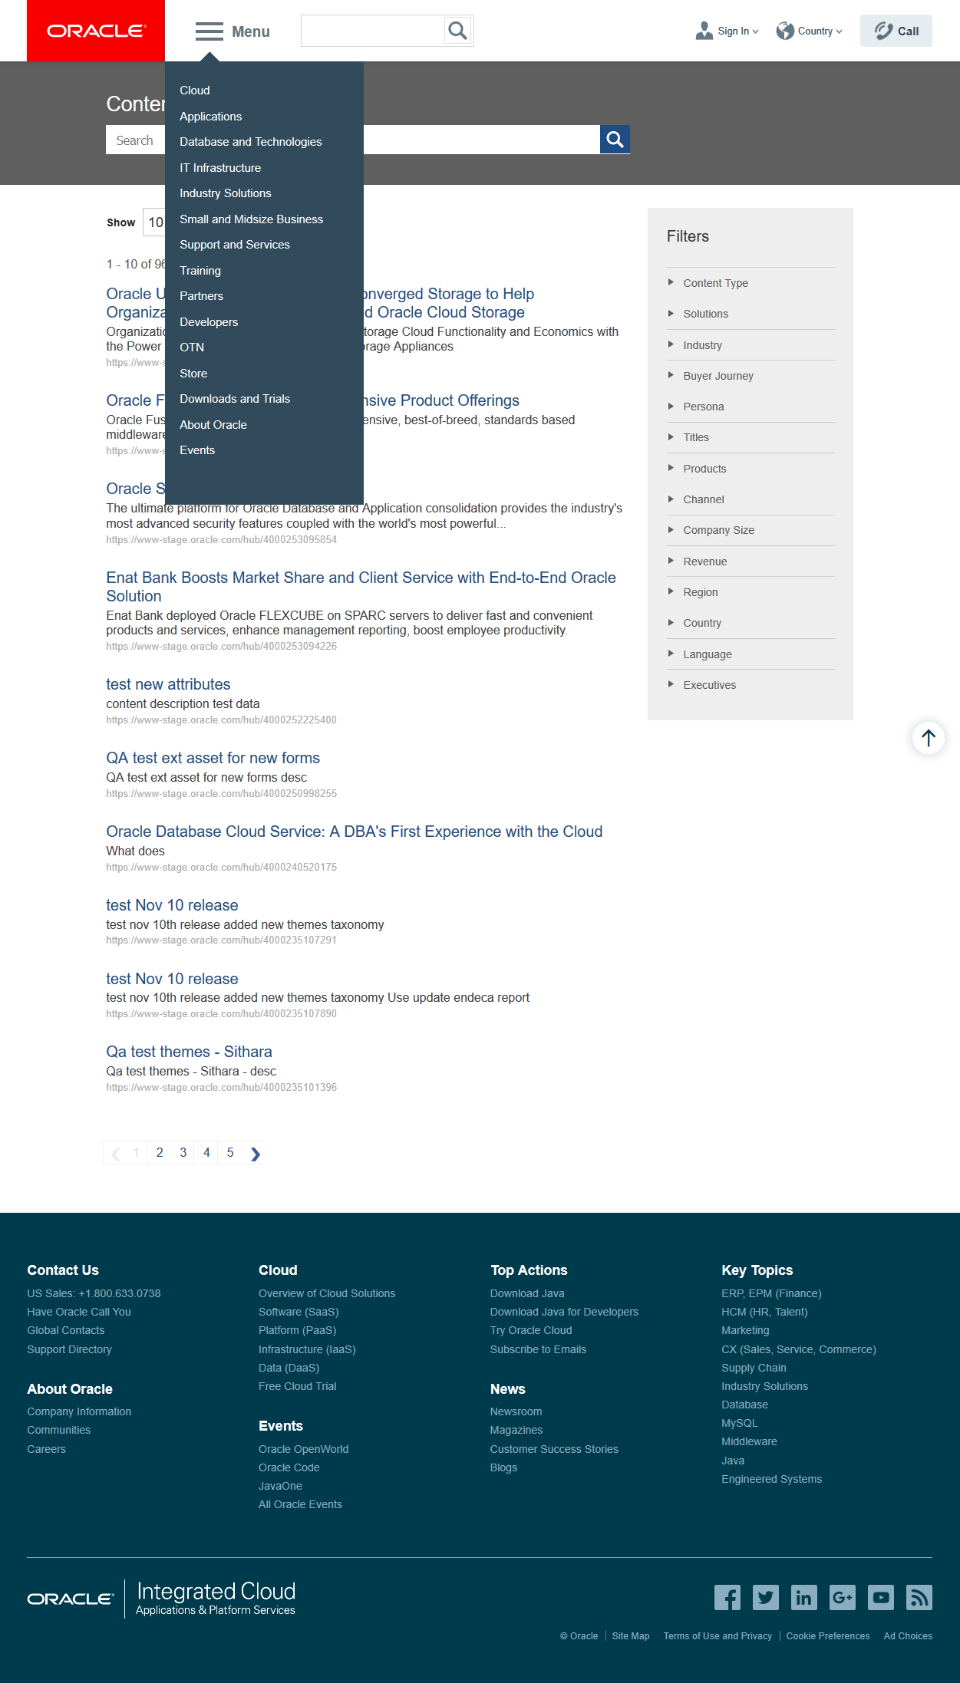 ORACLE
Menu
Sign In
Country
Call
Cloud
Applications
Database and Technologies
IT Infrastructure
Industry Solutions
Small and Midsize Business
Support and Services
Training
Partners
Developers
OTN
Store
Downloads and Trials
About Oracle
Events
Search
Show 10
1 - 10 of
Oracle onverged Storage to Help
d Oracle Cloud Storage
torage Cloud Functionality and Economics with
the Power rage Appliances
https://www-s
Oracle F nsive Product Offerings
Oracle Fus ensive, best-of-breed, standards based
middleware
https://www-s
Oracle S
The ultimate platform for Oracle Database and Application consolidation provides the industry's
most advanced security features coupled with the world's most powerful...
https://www-stage.oracle.com/hub/4000253095854
Enat Bank Boosts Market Share and Client Service with End-to-End Oracle
Solution
Enat Bank deployed Oracle FLEXCUBE on SPARC servers to deliver fast and convenient
products and services, enhance management reporting, boost employee productivity.
https://www-stage.oracle.com/hub/4000253094226
test new attributes
content description test data
https://www-stage.oracle.com/hub/4000252225400
QA test ext asset for new forms
QA test ext asset for new forms desc
https://www-stage.oracle.com/hub/4000250998255
Oracle Database Cloud Service: A DBA's First Experience with the Cloud
What does
https://www-stage.oracle.com/hub/4000240520175
test Nov 10 release
test nov 10th release added new themes taxonomy
https://www-stage.oracle.com/hub/4000235107291
test Nov 10 release
test nov 10th release added new themes taxonomy Use update endeca report
https://www-stage.oracle.com/hub/4000235107890
Qa test themes - Sithara
Qa test themes - Sithara - desc
https://www-stage.oracle.com/hub/4000235101396
1 2 3 4 5
Filters
Content Type
Solutions
Industry
Buyer Journey
Persona
Titles
Products
Channel
Company Size
Revenue
Region
Country
Language
Executives
Contact Us
US Sales: +1.800.633.0738
Have Oracle Call You
Global Contacts
Support Directory
About Oracle
Company Information
Communities
Careers
Cloud
Overview of Cloud Solutions
Software (SaaS)
Platform (PaaS)
Infrastructure (IaaS)
Data (DaaS)
Free Cloud Trial
Events
Oracle OpenWorld
Oracle Code
JavaOne
All Oracle Events
Top Actions
Download Java
Download Java for Developers
Try Oracle Cloud
Subscribe to Emails
News
Newsroom
Magazines
Customer Success Stories
Blogs
Key Topics
ERP, EPM (Finance)
HCM (HR, Talent)
Marketing
CX (Sales, Service, Commerce)
Supply Chain
Industry Solutions
Database
MySQL
Middleware
Java
Engineered Systems
ORACLE
Integrated Cloud
Applications & Platform Services
© Oracle | Site Map Terms of Use and Privacy | Cookie Preferences Ad Choices